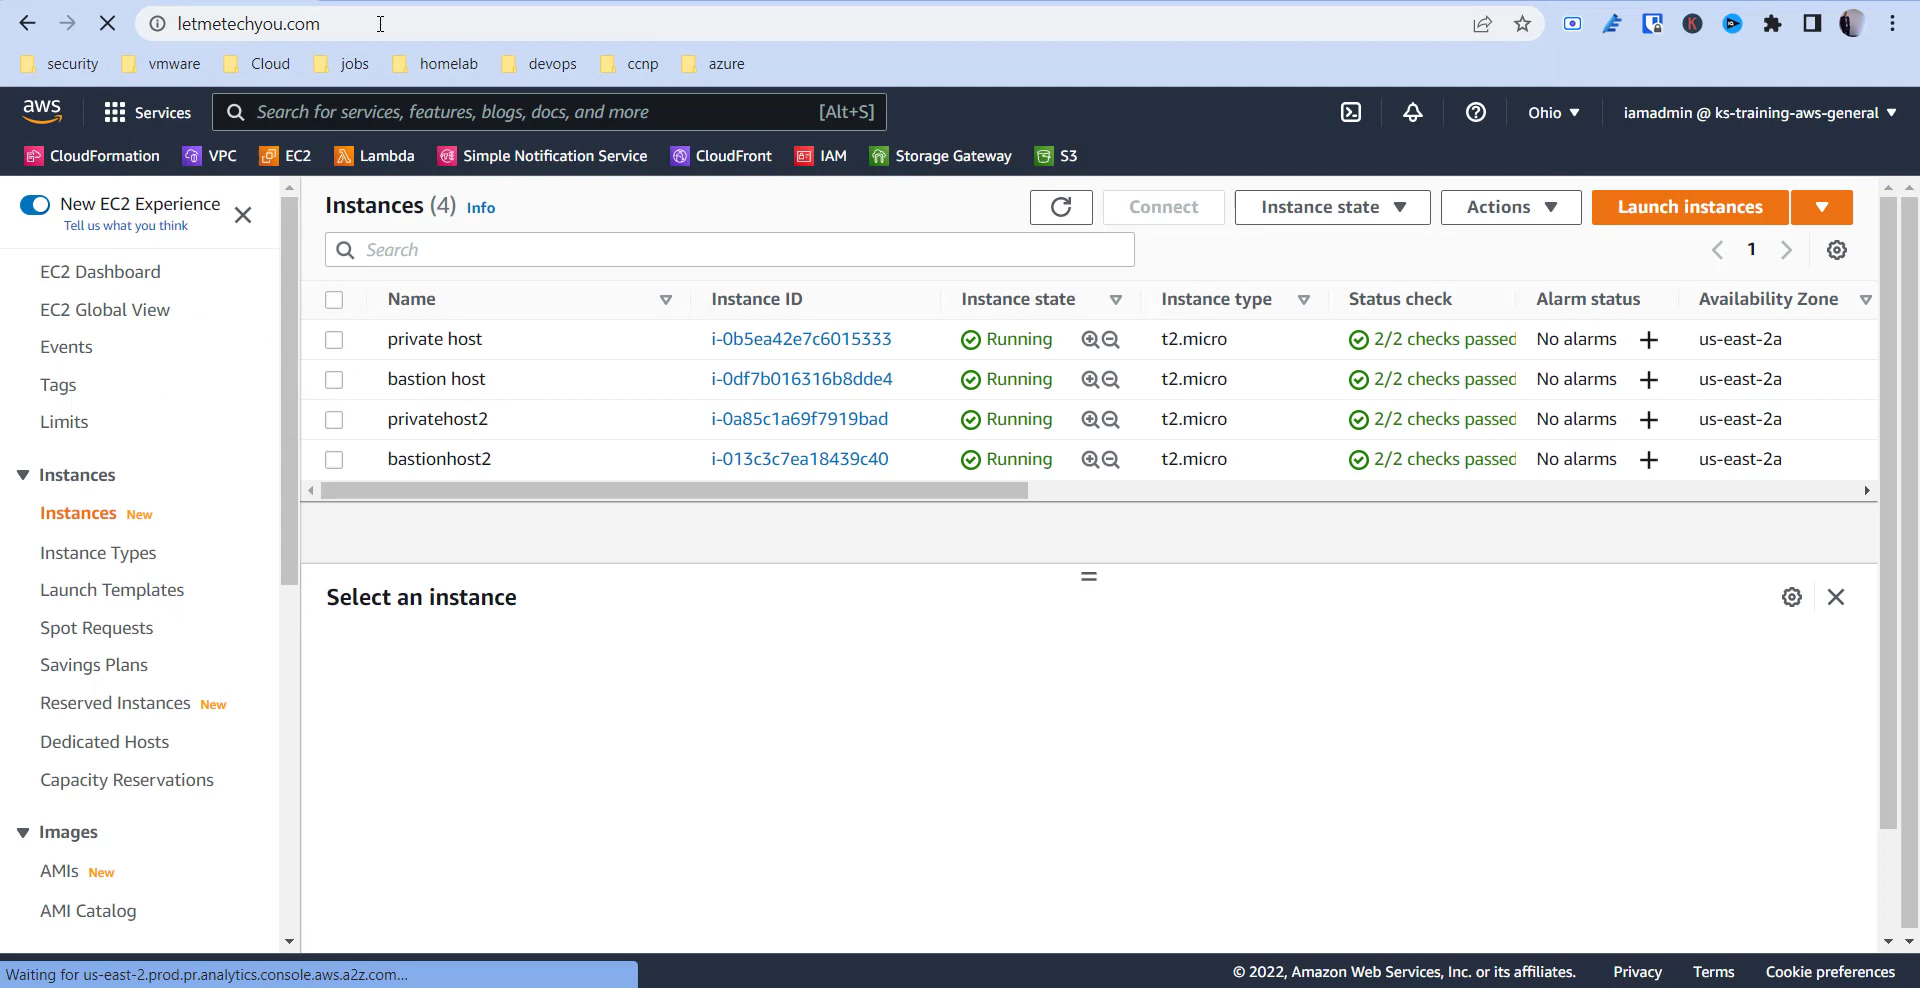 letmetechyou.com
security vmware Cloud jobs homelab devops ccnp azure
aws Services Search for services, features, blogs, docs, and more [Alt+S] Ohio iamadmin @ ks-training-aws-general
CloudFormation VPC EC2 Lambda Simple Notification Service CloudFront IAM Storage Gateway S3
New EC2 Experience
Tell us what you think
EC2 Dashboard
EC2 Global View
Events
Tags
Limits
Instances
Instances New
Instance Types
Launch Templates
Spot Requests
Savings Plans
Reserved Instances New
Dedicated Hosts
Capacity Reservations
Images
AMIs New
AMI Catalog
Instances (4) Info Connect Instance state Actions Launch instances
Search 1
Name Instance ID Instance state Instance type Status check Alarm status Availability Zone
private host i-0b5ea42e7c6015333 Running t2.micro 2/2 checks passed No alarms us-east-2a
bastion host i-0df7b016316b8dde4 Running t2.micro 2/2 checks passed No alarms us-east-2a
privatehost2 i-0a85c1a69f7919bad Running t2.micro 2/2 checks passed No alarms us-east-2a
bastionhost2 i-013c3c7ea18439c40 Running t2.micro 2/2 checks passed No alarms us-east-2a
Select an instance
Waiting for us-east-2.prod.pr.analytics.console.aws.a2z.com...
© 2022, Amazon Web Services, Inc. or its affiliates. Privacy Terms Cookie preferences